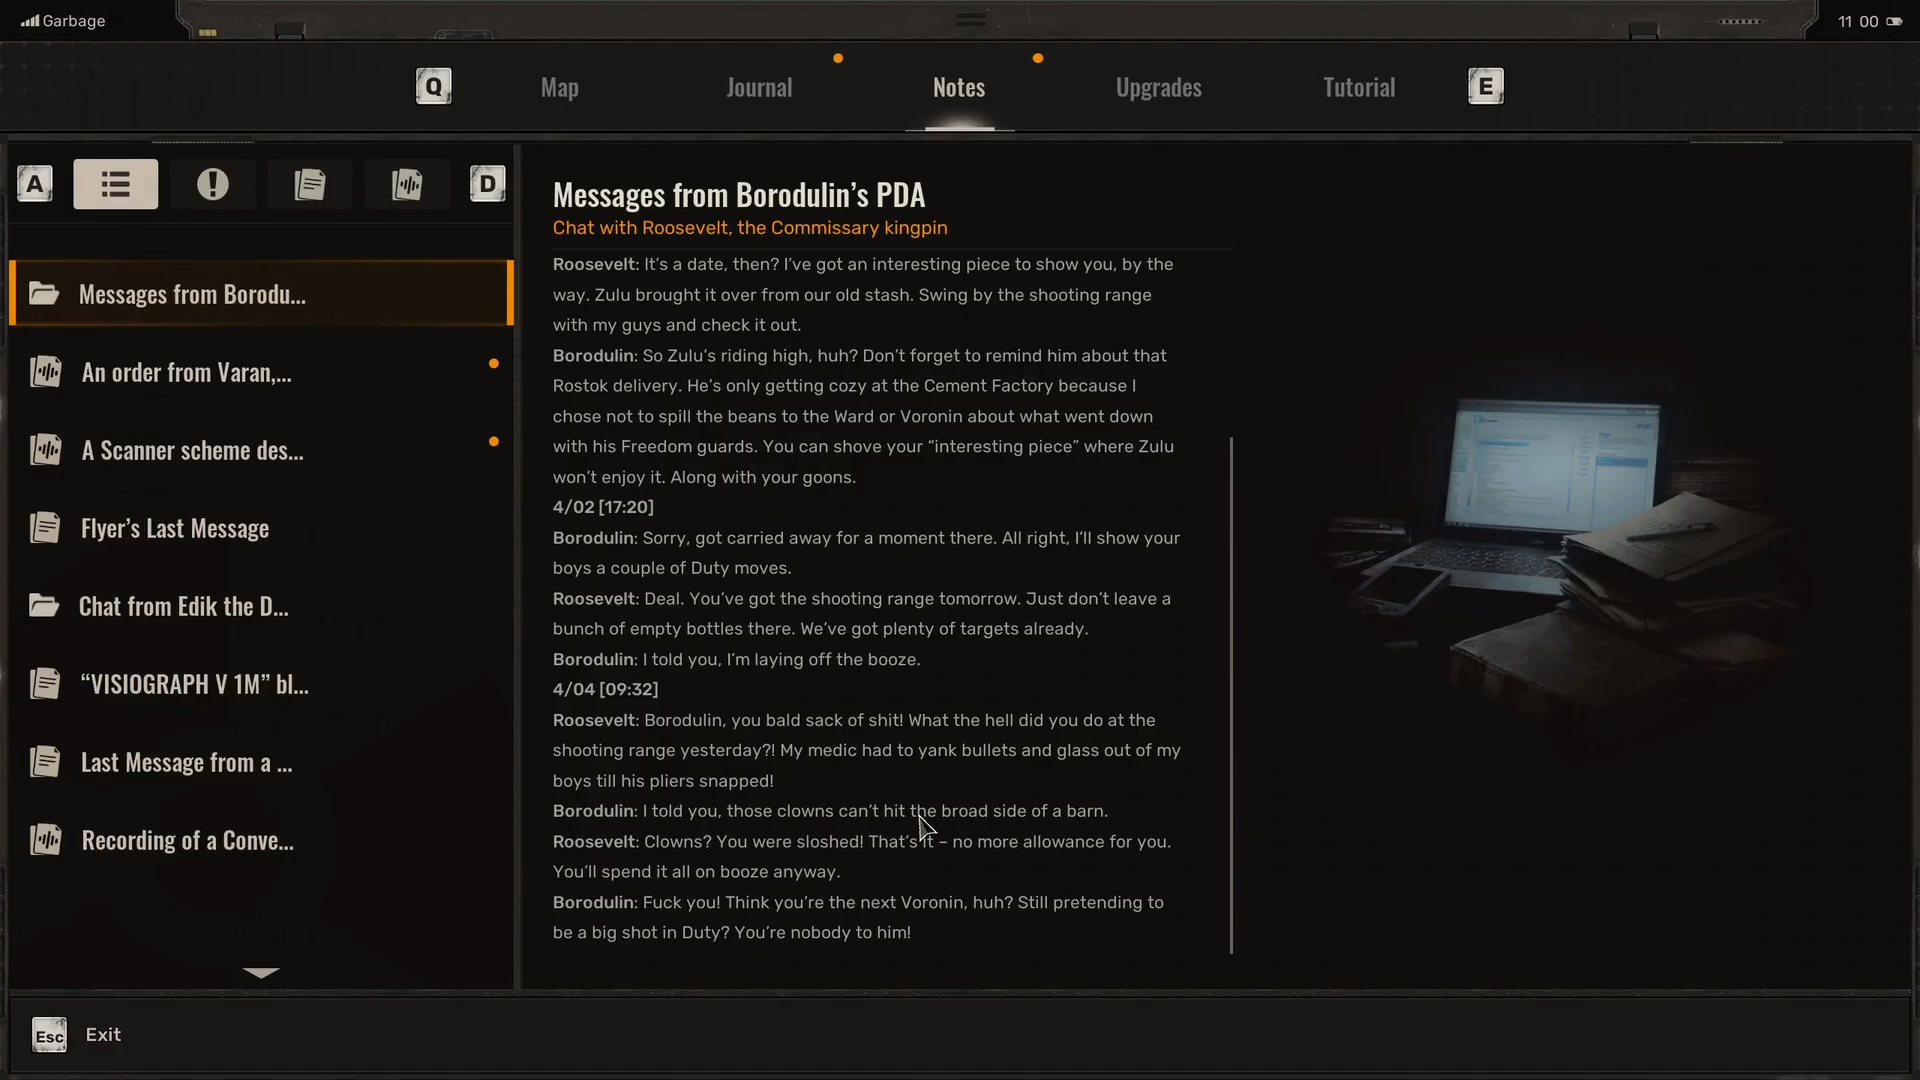 Garbage
11 00
Q
Map
Journal
Notes
Upgrades
Tutorial
E
A
D
Messages from Borodu...
An order from Varan,...
A Scanner scheme des...
Flyer’s Last Message
Chat from Edik the D...
“VISIOGRAPH V 1M” bl...
Last Message from a ...
Recording of a Conve...
Messages from Borodulin’s PDA
Chat with Roosevelt, the Commissary kingpin
Roosevelt: It’s a date, then? I’ve got an interesting piece to show you, by the
way. Zulu brought it over from our old stash. Swing by the shooting range
with my guys and check it out.
Borodulin: So Zulu’s riding high, huh? Don’t forget to remind him about that
Rostok delivery. He’s only getting cozy at the Cement Factory because I
chose not to spill the beans to the Ward or Voronin about what went down
with his Freedom guards. You can shove your “interesting piece” where Zulu
won’t enjoy it. Along with your goons.
4/02 [17:20]
Borodulin: Sorry, got carried away for a moment there. All right, I’ll show your
boys a couple of Duty moves.
Roosevelt: Deal. You’ve got the shooting range tomorrow. Just don’t leave a
bunch of empty bottles there. We’ve got plenty of targets already.
Borodulin: I told you, I’m laying off the booze.
4/04 [09:32]
Roosevelt: Borodulin, you bald sack of shit! What the hell did you do at the
shooting range yesterday?! My medic had to yank bullets and glass out of my
boys till his pliers snapped!
Borodulin: I told you, those clowns can’t hit the broad side of a barn.
Roosevelt: Clowns? You were sloshed! That’s it – no more allowance for you.
You’ll spend it all on booze anyway.
Borodulin: Fuck you! Think you’re the next Voronin, huh? Still pretending to
be a big shot in Duty? You’re nobody to him!
Esc
Exit